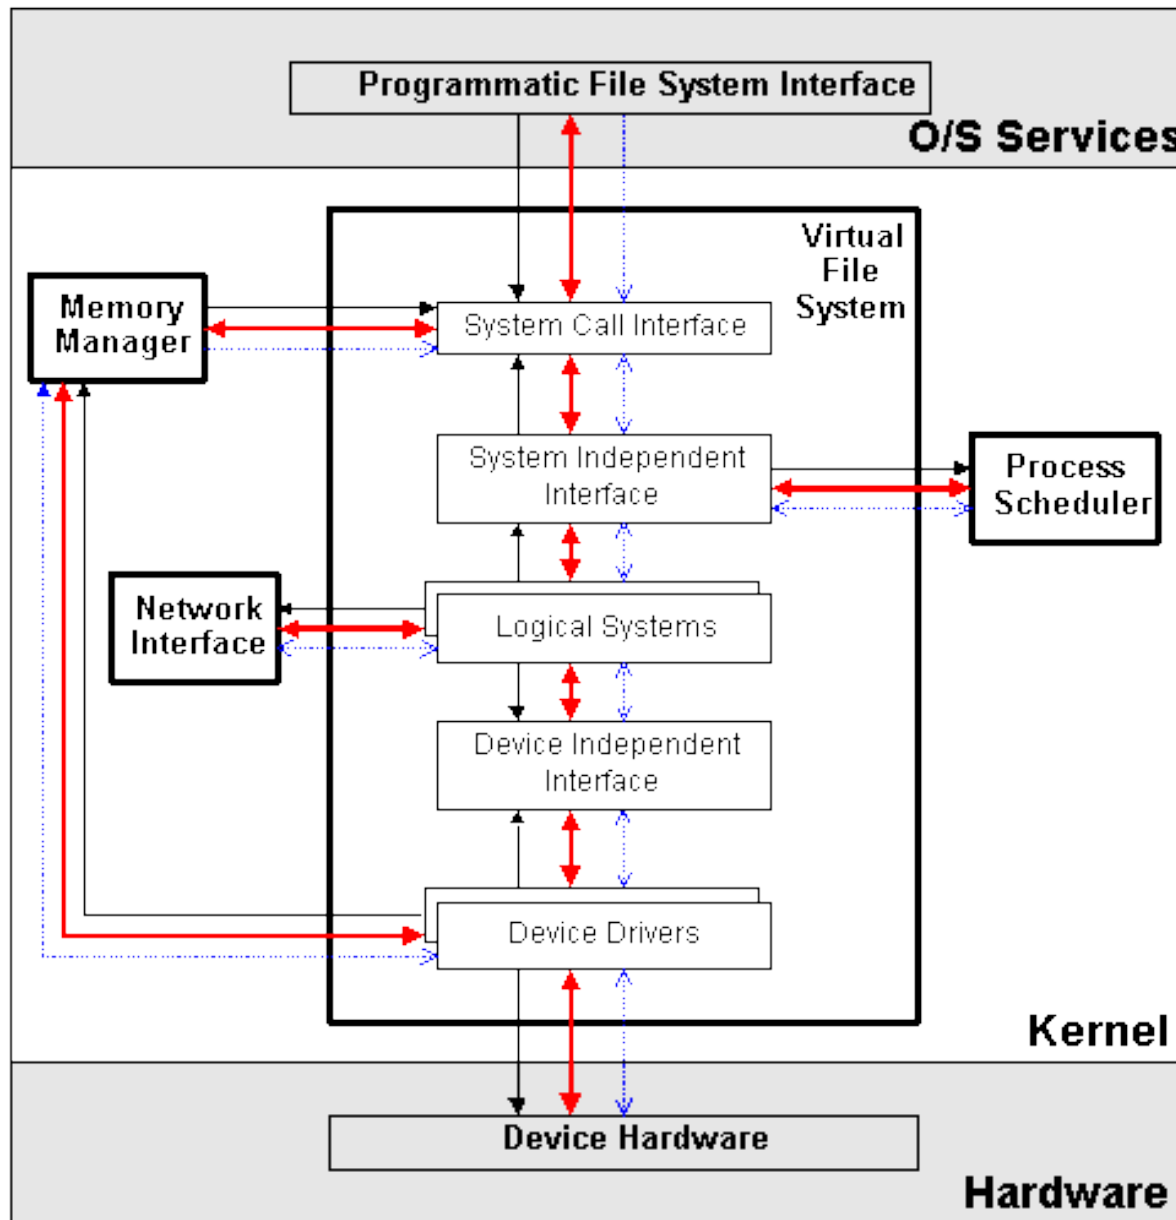 Programmatic File System Interface
O/S Services
Virtual
File
System
Memory
Manager
System Call Interface
System Independent
Interface
Process
Scheduler
Network
Interface
Logical Systems
Device Independent
Interface
Device Drivers
Kernel
Device Hardware
Hardware